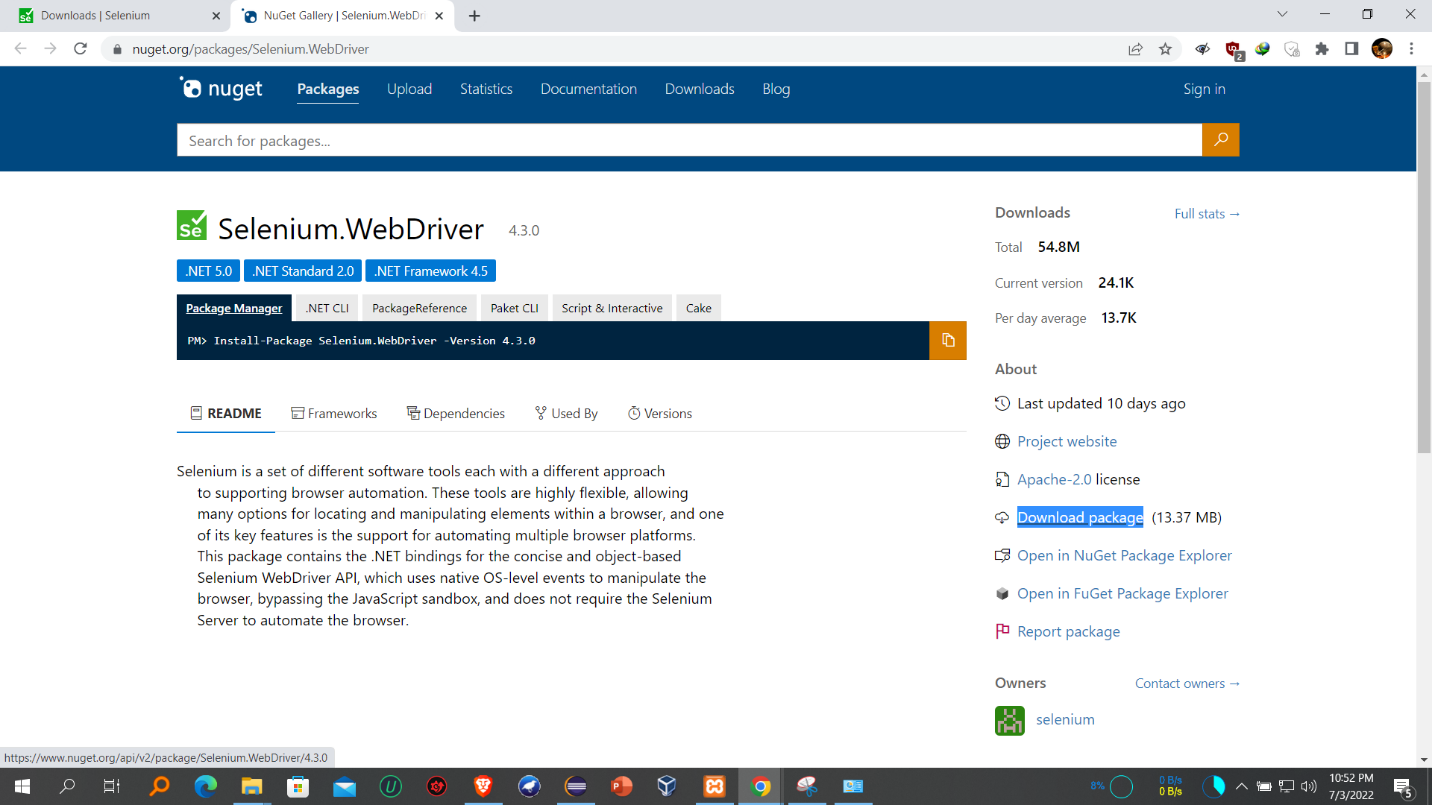 Downloads | Selenium
NuGet Gallery | Selenium.WebDri
nuget.org/packages/Selenium.WebDriver
2
nuget
Packages
Upload
Statistics
Documentation
Downloads
Blog
Sign in
Search for packages...
Se
Selenium.WebDriver
4.3.0
.NET 5.0
.NET Standard 2.0
.NET Framework 4.5
Package Manager
.NET CLI
PackageReference
Paket CLI
Script & Interactive
Cake
PM> Install-Package Selenium.WebDriver -Version 4.3.0
README
Frameworks
Dependencies
Used By
Versions
Selenium is a set of different software tools each with a different approach
to supporting browser automation. These tools are highly flexible, allowing
many options for locating and manipulating elements within a browser, and one
of its key features is the support for automating multiple browser platforms.
This package contains the .NET bindings for the concise and object-based
Selenium WebDriver API, which uses native OS-level events to manipulate the
browser, bypassing the JavaScript sandbox, and does not require the Selenium
Server to automate the browser.
Downloads
Full stats →
Total 54.8M
Current version 24.1K
Per day average 13.7K
About
Last updated 10 days ago
Project website
Apache-2.0 license
Download package (13.37 MB)
Open in NuGet Package Explorer
Open in FuGet Package Explorer
Report package
Owners
Contact owners →
selenium
https://www.nuget.org/api/v2/package/Selenium.WebDriver/4.3.0
8%
0 B/s
0 B/s
10:52 PM
7/3/2022
5